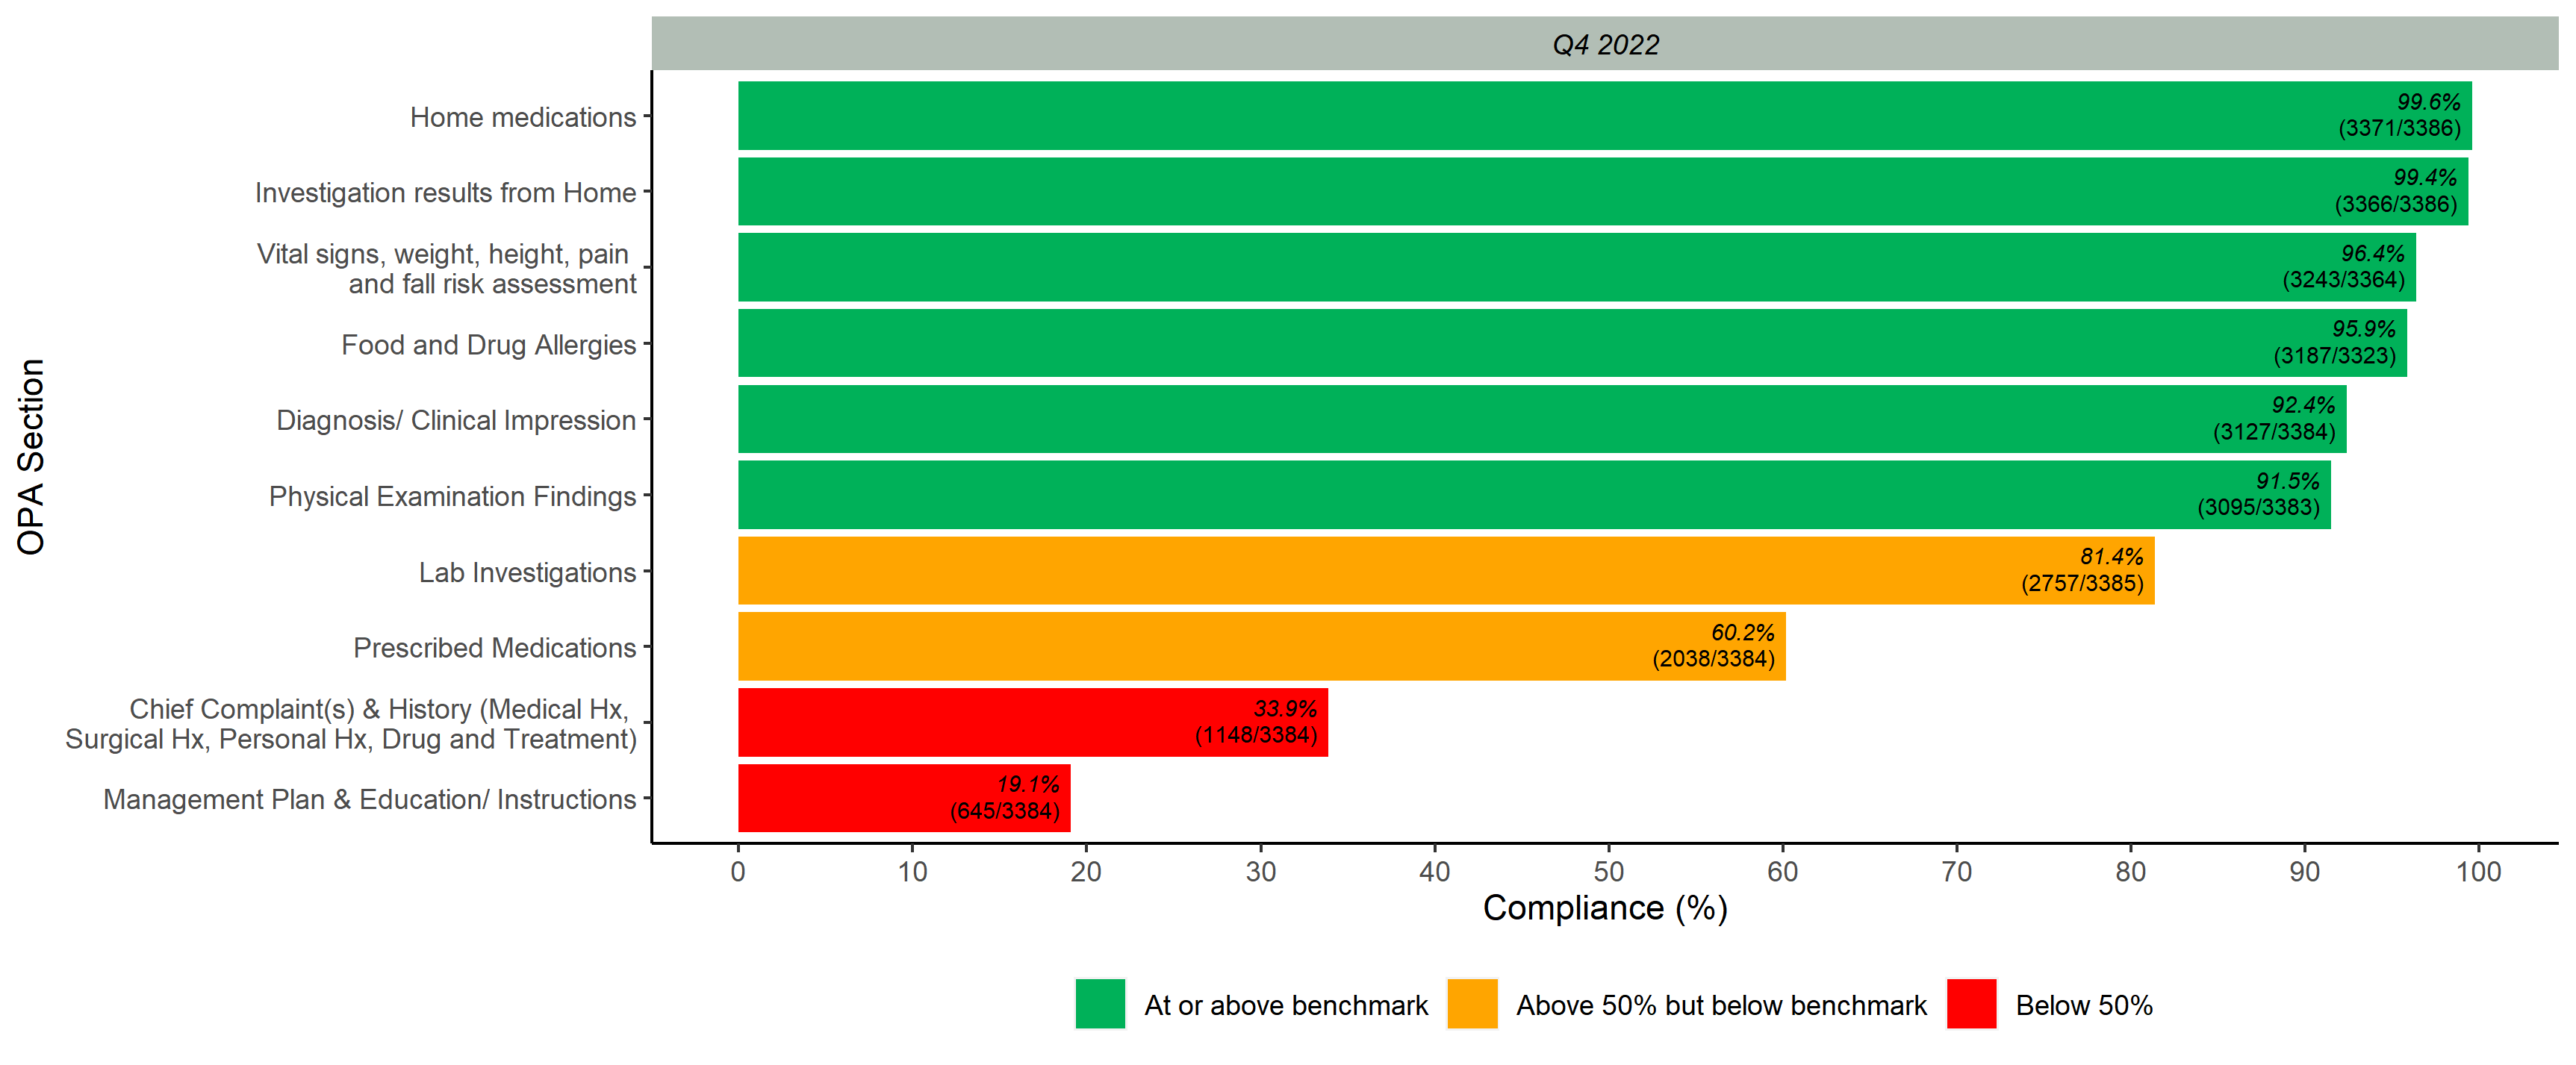 Q4 2022
OPA Section
Home medications
99.6%
(3371/3386)
Investigation results from Home
99.4%
(3366/3386)
Vital signs, weight, height, pain
and fall risk assessment
96.4%
(3243/3364)
Food and Drug Allergies
95.9%
(3187/3323)
Diagnosis/ Clinical Impression
92.4%
(3127/3384)
Physical Examination Findings
91.5%
(3095/3383)
Lab Investigations
81.4%
(2757/3385)
Prescribed Medications
60.2%
(2038/3384)
Chief Complaint(s) & History (Medical Hx,
Surgical Hx, Personal Hx, Drug and Treatment)
33.9%
(1148/3384)
Management Plan & Education/ Instructions
19.1%
(645/3384)
0 10 20 30 40 50 60 70 80 90 100
Compliance (%)
At or above benchmark Above 50% but below benchmark Below 50%